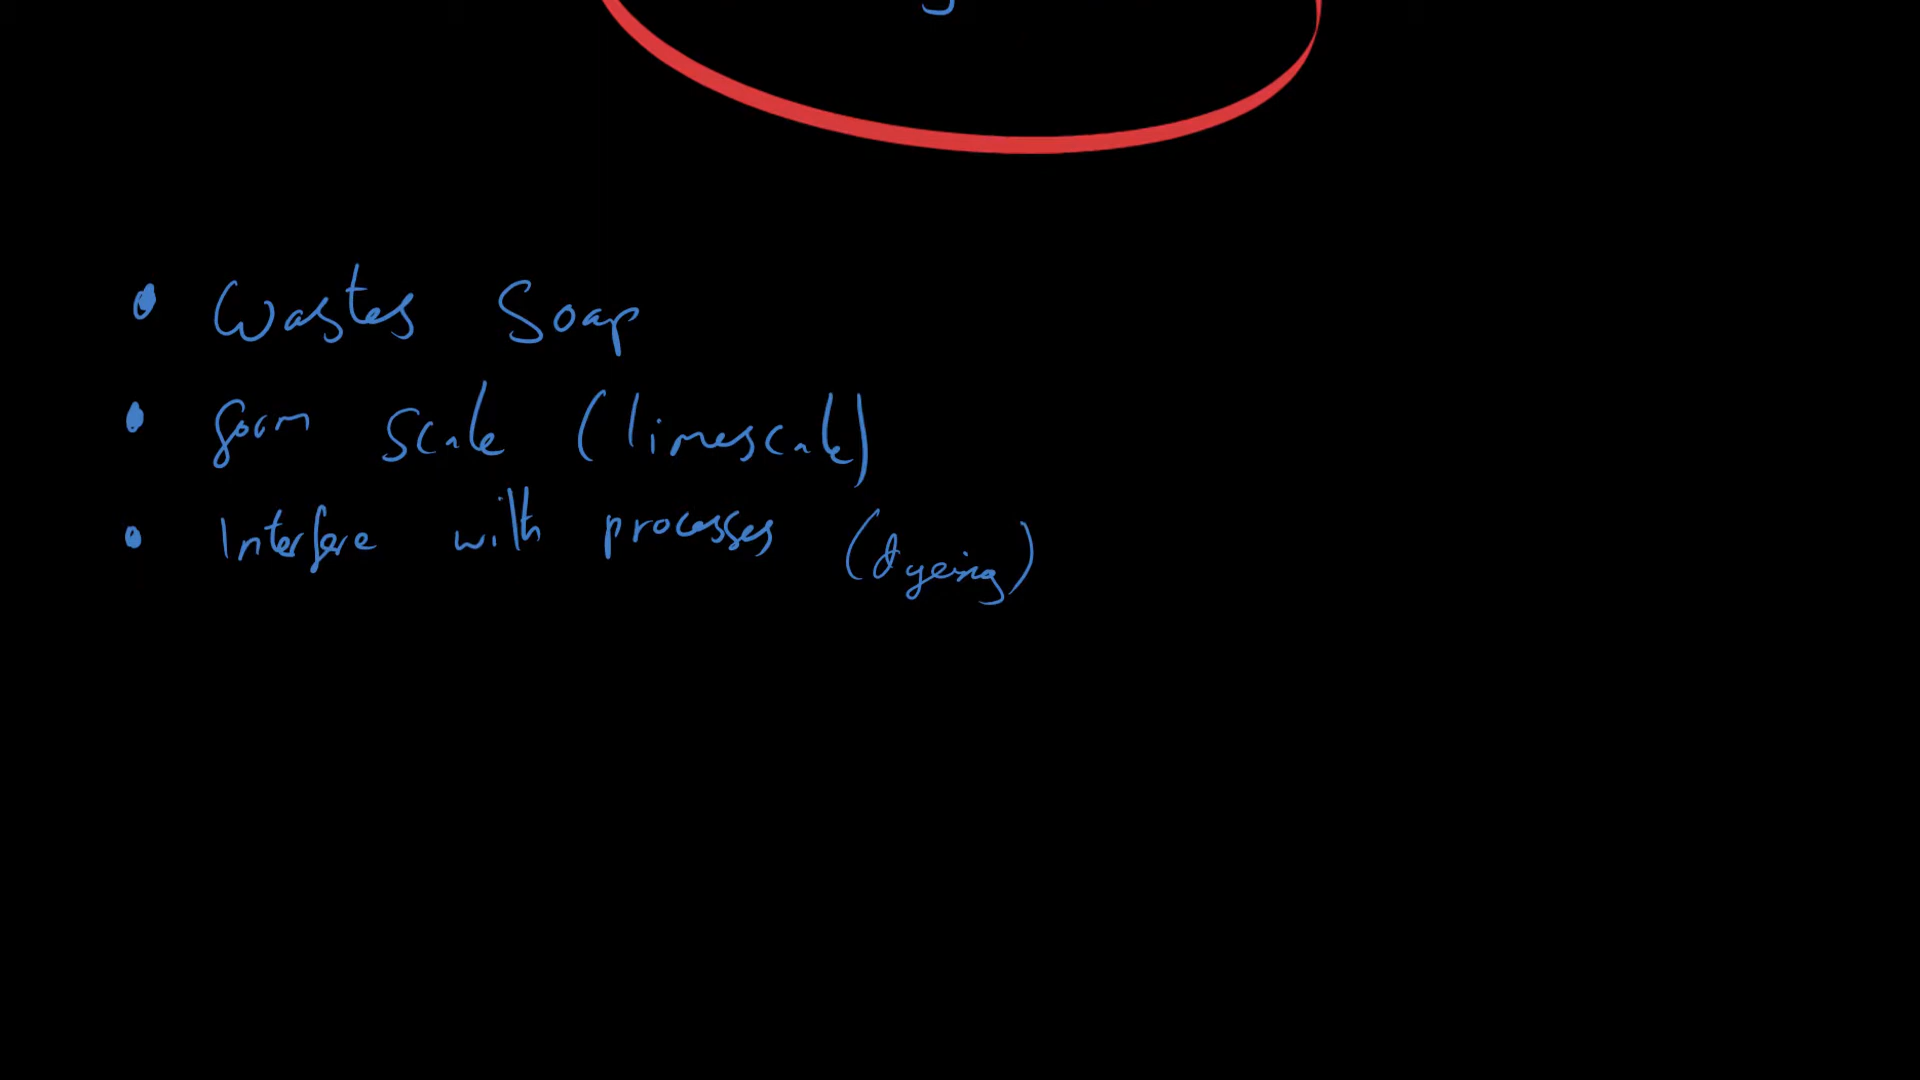 • Wastes Soap
• form scale (limescale)
• Interfere with processes (dyeing)